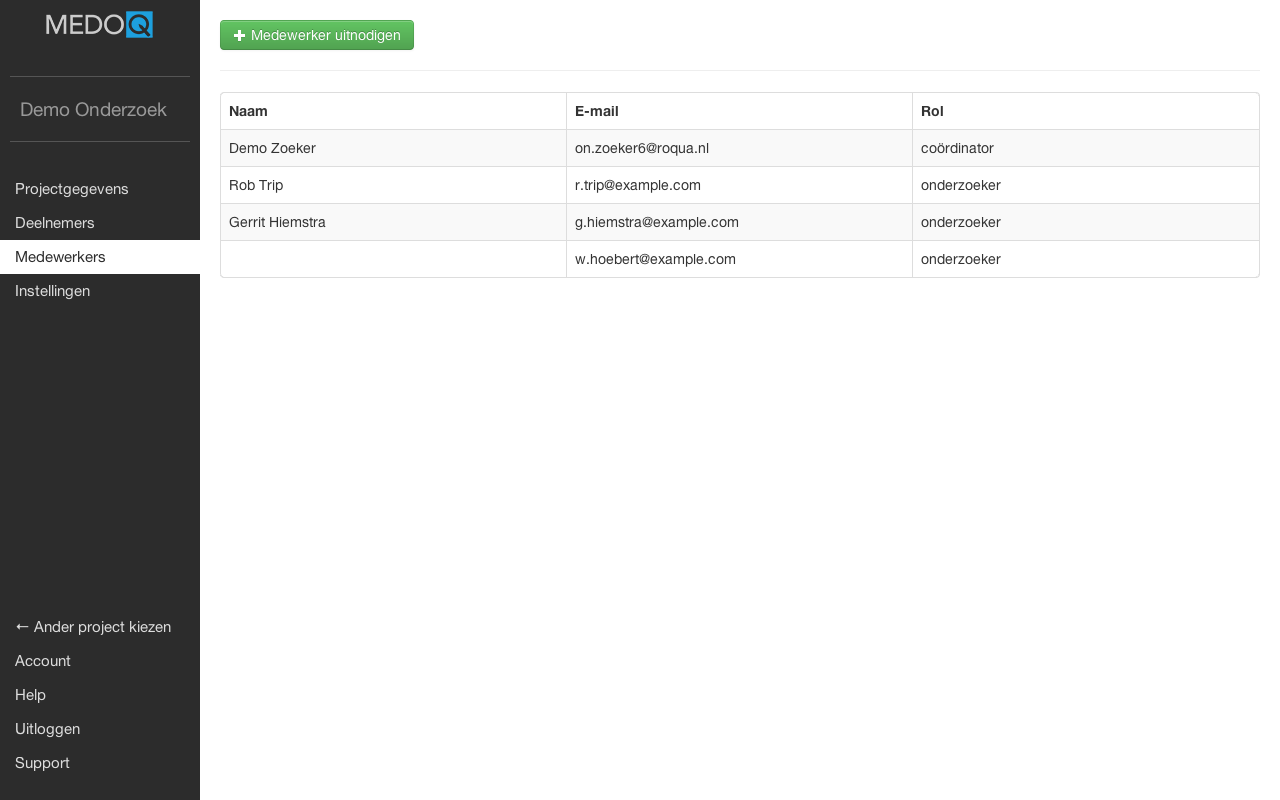 MEDOQ
Demo Onderzoek
Projectgegevens
Deelnemers
Medewerkers
Instellingen
← Ander project kiezen
Account
Help
Uitloggen
Support
Medewerker uitnodigen
Naam E-mail Rol
Demo Zoeker on.zoeker6@roqua.nl coördinator
Rob Trip r.trip@example.com onderzoeker
Gerrit Hiemstra g.hiemstra@example.com onderzoeker
w.hoebert@example.com onderzoeker